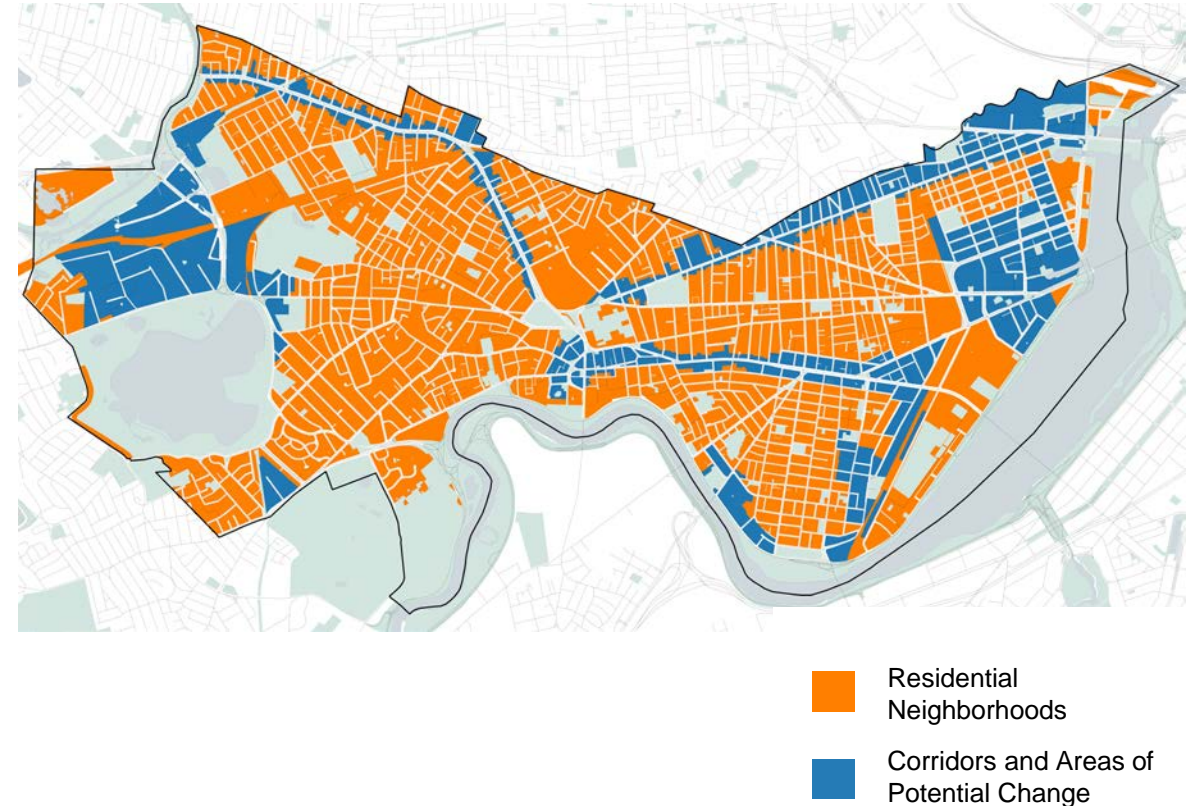 Residential
Neighborhoods
Corridors and Areas of
Potential Change